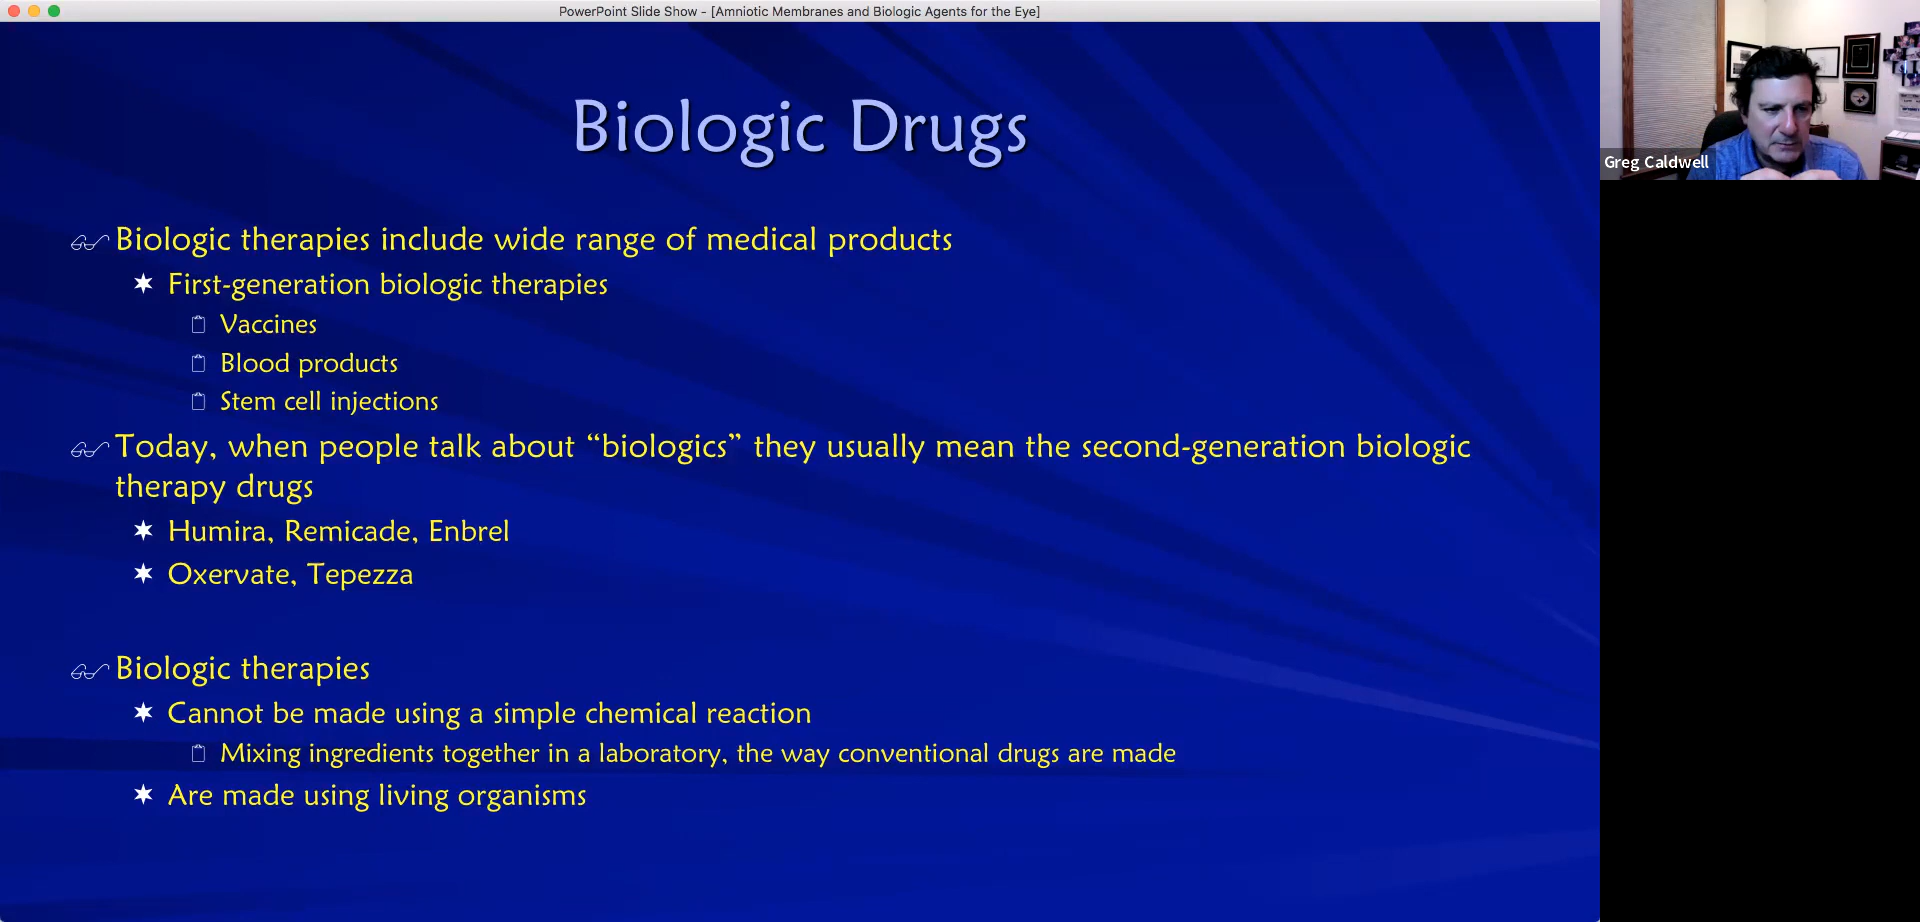 PowerPoint Slide Show - [Amniotic Membranes and Biologic Agents for the Eye]
Biologic Drugs
Biologic therapies include wide range of medical products
First-generation biologic therapies
Vaccines
Blood products
Stem cell injections
Today, when people talk about “biologics” they usually mean the second-generation biologic
therapy drugs
Humira, Remicade, Enbrel
Oxervate, Tepezza
Biologic therapies
Cannot be made using a simple chemical reaction
Mixing ingredients together in a laboratory, the way conventional drugs are made
Are made using living organisms
Greg Caldwell